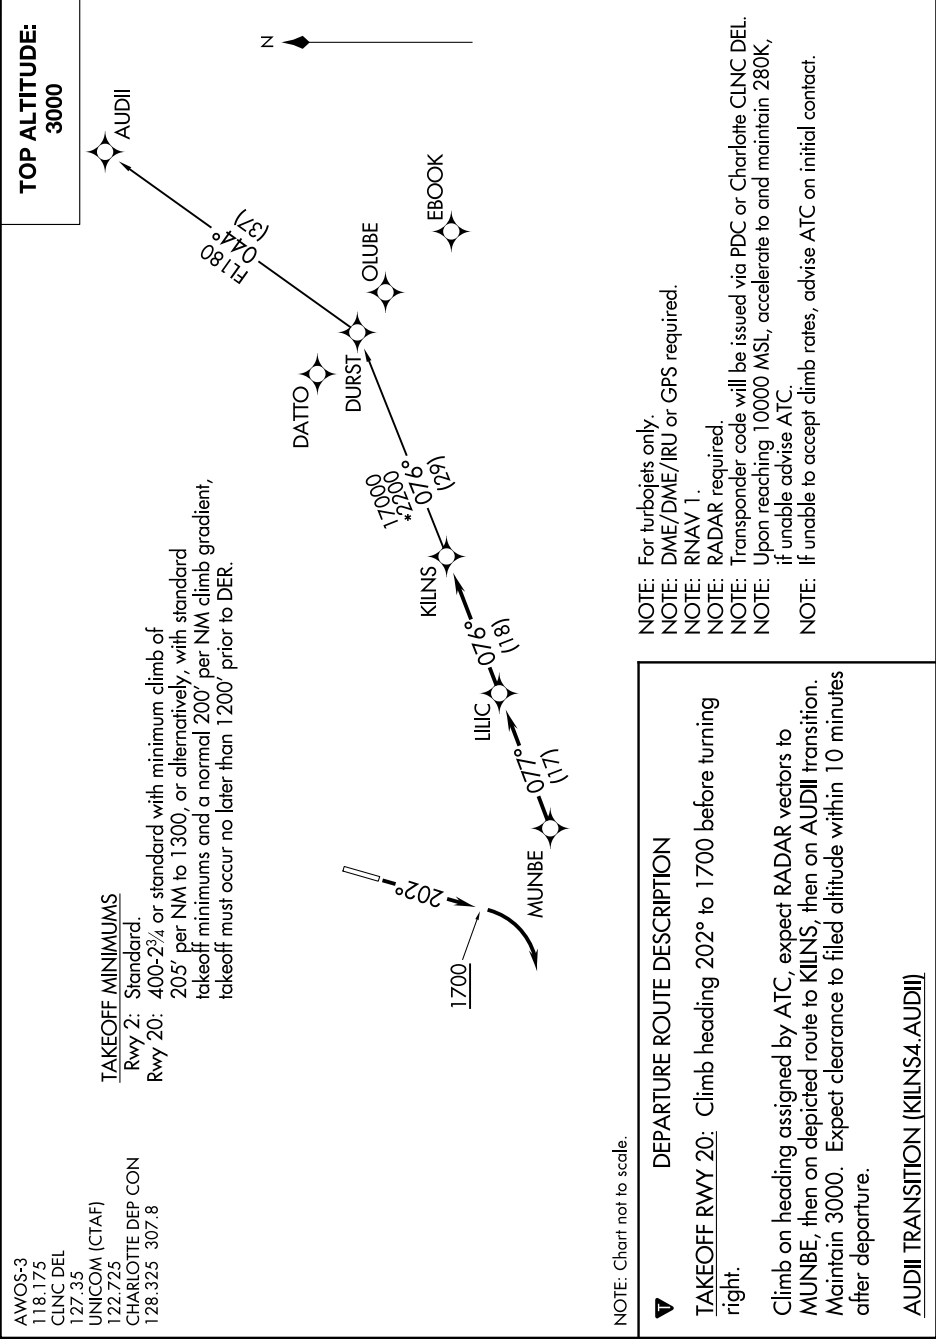 AWOS-3
118.175
CLNC DEL
127.35
UNICOM (CTAF)
122.725
CHARLOTTE DEP CON
128.325 307.8
TOP ALTITUDE:
3000
TAKEOFF MINIMUMS
Rwy 2: Standard.
Rwy 20: 400-2¾ or standard with minimum climb of
205' per NM to 1300, or alternatively, with standard
takeoff minimums and a normal 200' per NM climb gradient,
takeoff must occur no later than 1200' prior to DER.
N
AUDII
FL180
044°
(37)
DATTO
DURST
OLUBE
EBOOK
17000
*2200
076°
(29)
KILNS
076°
(18)
LILIC
077°
(17)
MUNBE
202°
1700
NOTE: Chart not to scale.
NOTE: For turbojets only.
NOTE: DME/DME/IRU or GPS required.
NOTE: RNAV 1.
NOTE: RADAR required.
NOTE: Transponder code will be issued via PDC or Charlotte CLNC DEL.
NOTE: Upon reaching 10000 MSL, accelerate to and maintain 280K,
if unable advise ATC.
NOTE: If unable to accept climb rates, advise ATC on initial contact.
T
DEPARTURE ROUTE DESCRIPTION
TAKEOFF RWY 20: Climb heading 202° to 1700 before turning
right.
Climb on heading assigned by ATC, expect RADAR vectors to
MUNBE, then on depicted route to KILNS, then on AUDII transition.
Maintain 3000. Expect clearance to filed altitude within 10 minutes
after departure.
AUDII TRANSITION (KILNS4.AUDII)